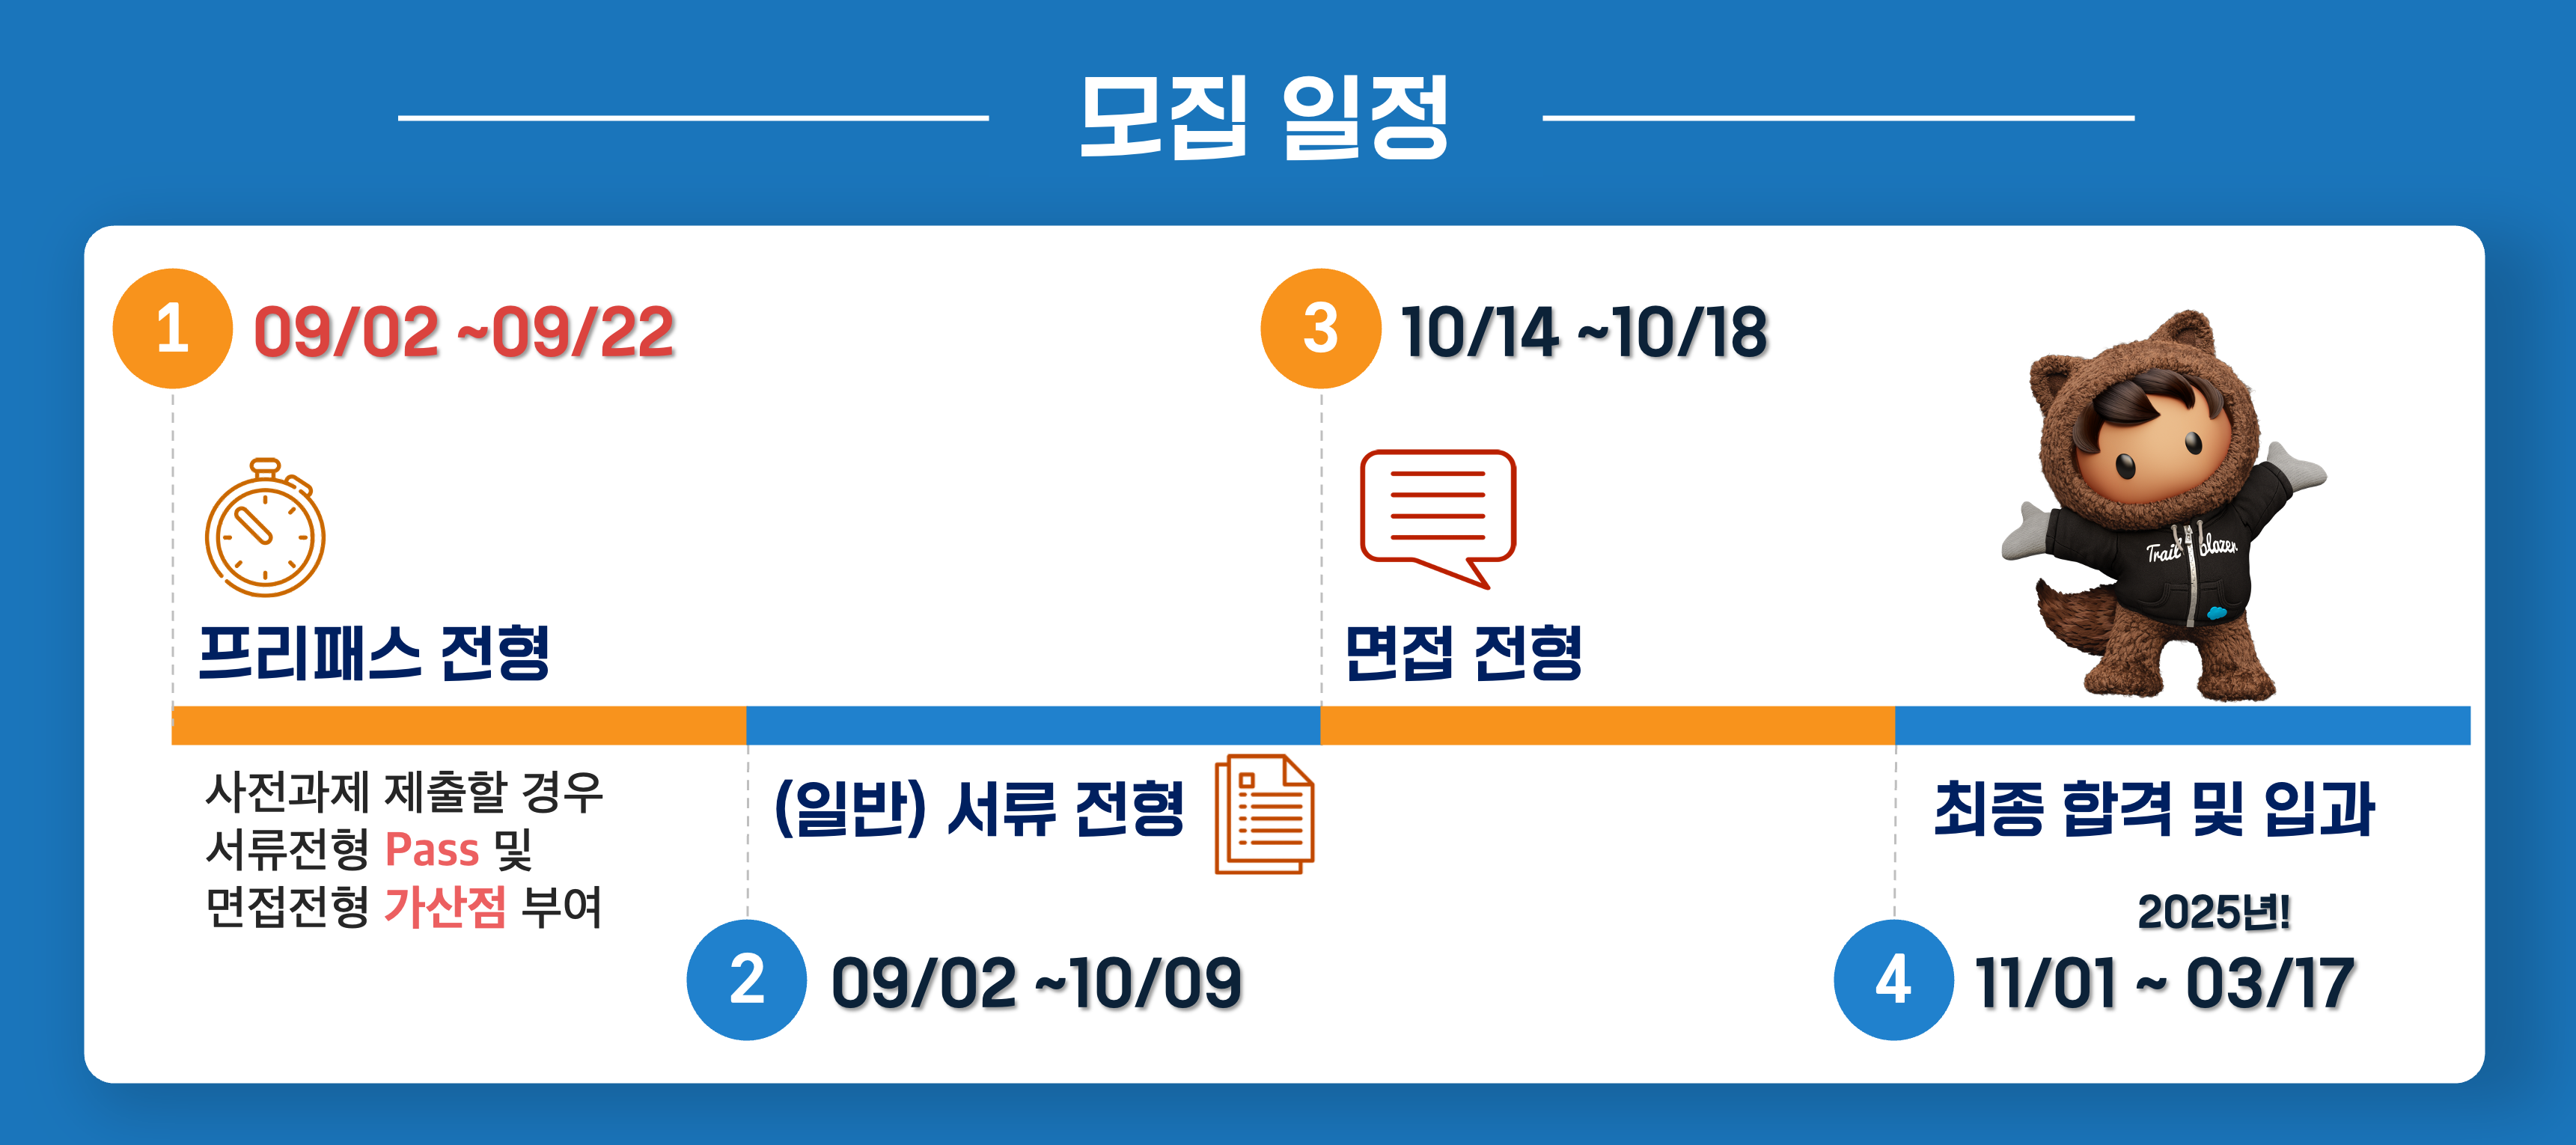 모집 일정
1
09/02 ~09/22
프리패스 전형
사전과제 제출할 경우
서류전형 Pass 및
면접전형 가산점 부여
(일반) 서류 전형
2
09/02 ~10/09
3
10/14 ~10/18
면접 전형
Trail blazer
최종 합격 및 입과
2025년!
4
11/01 ~ 03/17